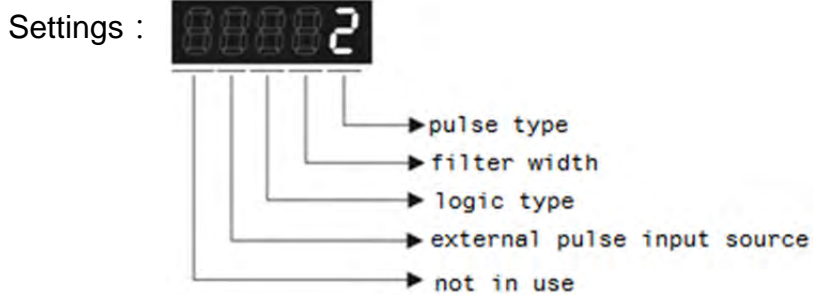 Settings：2
pulse type
filter width
logic type
external pulse input source
not in use